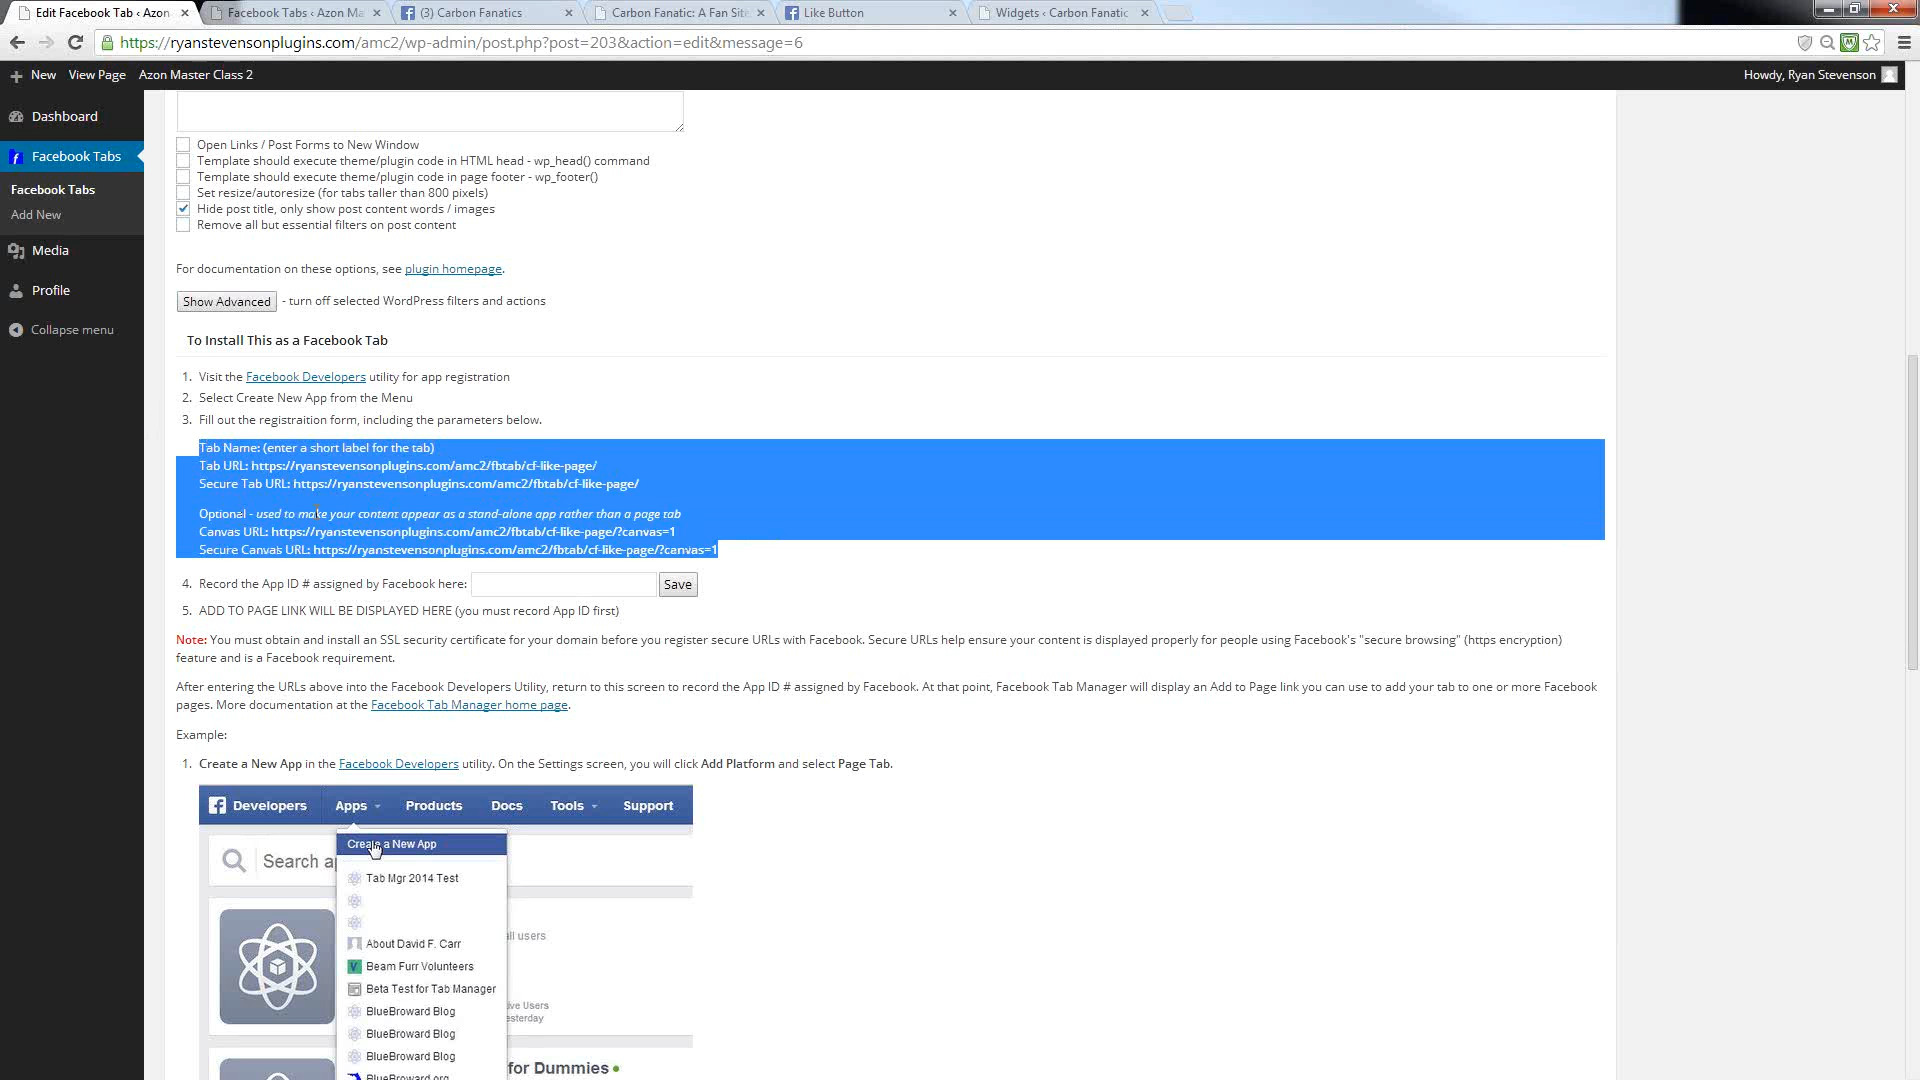 Edit Facebook Tab ‹ Azon
Facebook Tabs ‹ Azon Ma
(3) Carbon Fanatics
Carbon Fanatic: A Fan Site
Like Button
Widgets ‹ Carbon Fanatic
https://ryanstevensonplugins.com/amc2/wp-admin/post.php?post=203&action=edit&message=6
New
View Page
Azon Master Class 2
Howdy, Ryan Stevenson
Dashboard
Facebook Tabs
Facebook Tabs
Add New
Media
Profile
Collapse menu
Open Links / Post Forms to New Window
Template should execute theme/plugin code in HTML head - wp_head() command
Template should execute theme/plugin code in page footer - wp_footer()
Set resize/autoresize (for tabs taller than 800 pixels)
Hide post title, only show post content words / images
Remove all but essential filters on post content
For documentation on these options, see plugin homepage.
Show Advanced - turn off selected WordPress filters and actions
To Install This as a Facebook Tab
1. Visit the Facebook Developers utility for app registration
2. Select Create New App from the Menu
3. Fill out the registraition form, including the parameters below.
Tab Name: (enter a short label for the tab)
Tab URL: https://ryanstevensonplugins.com/amc2/fbtab/cf-like-page/
Secure Tab URL: https://ryanstevensonplugins.com/amc2/fbtab/cf-like-page/
Optional - used to make your content appear as a stand-alone app rather than a page tab
Canvas URL: https://ryanstevensonplugins.com/amc2/fbtab/cf-like-page/?canvas=1
Secure Canvas URL: https://ryanstevensonplugins.com/amc2/fbtab/cf-like-page/?canvas=1
4. Record the App ID # assigned by Facebook here: Save
5. ADD TO PAGE LINK WILL BE DISPLAYED HERE (you must record App ID first)
Note: You must obtain and install an SSL security certificate for your domain before you register secure URLs with Facebook. Secure URLs help ensure your content is displayed properly for people using Facebook's "secure browsing" (https encryption)
feature and is a Facebook requirement.
After entering the URLs above into the Facebook Developers Utility, return to this screen to record the App ID # assigned by Facebook. At that point, Facebook Tab Manager will display an Add to Page link you can use to add your tab to one or more Facebook
pages. More documentation at the Facebook Tab Manager home page.
Example:
1. Create a New App in the Facebook Developers utility. On the Settings screen, you will click Add Platform and select Page Tab.
Developers
Apps
Products
Docs
Tools
Support
Create a New App
Search a
Tab Mgr 2014 Test
all users
About David F. Carr
Beam Furr Volunteers
Beta Test for Tab Manager
ive Users
esterday
BlueBroward Blog
BlueBroward Blog
BlueBroward Blog
for Dummies
BlueBroward.org